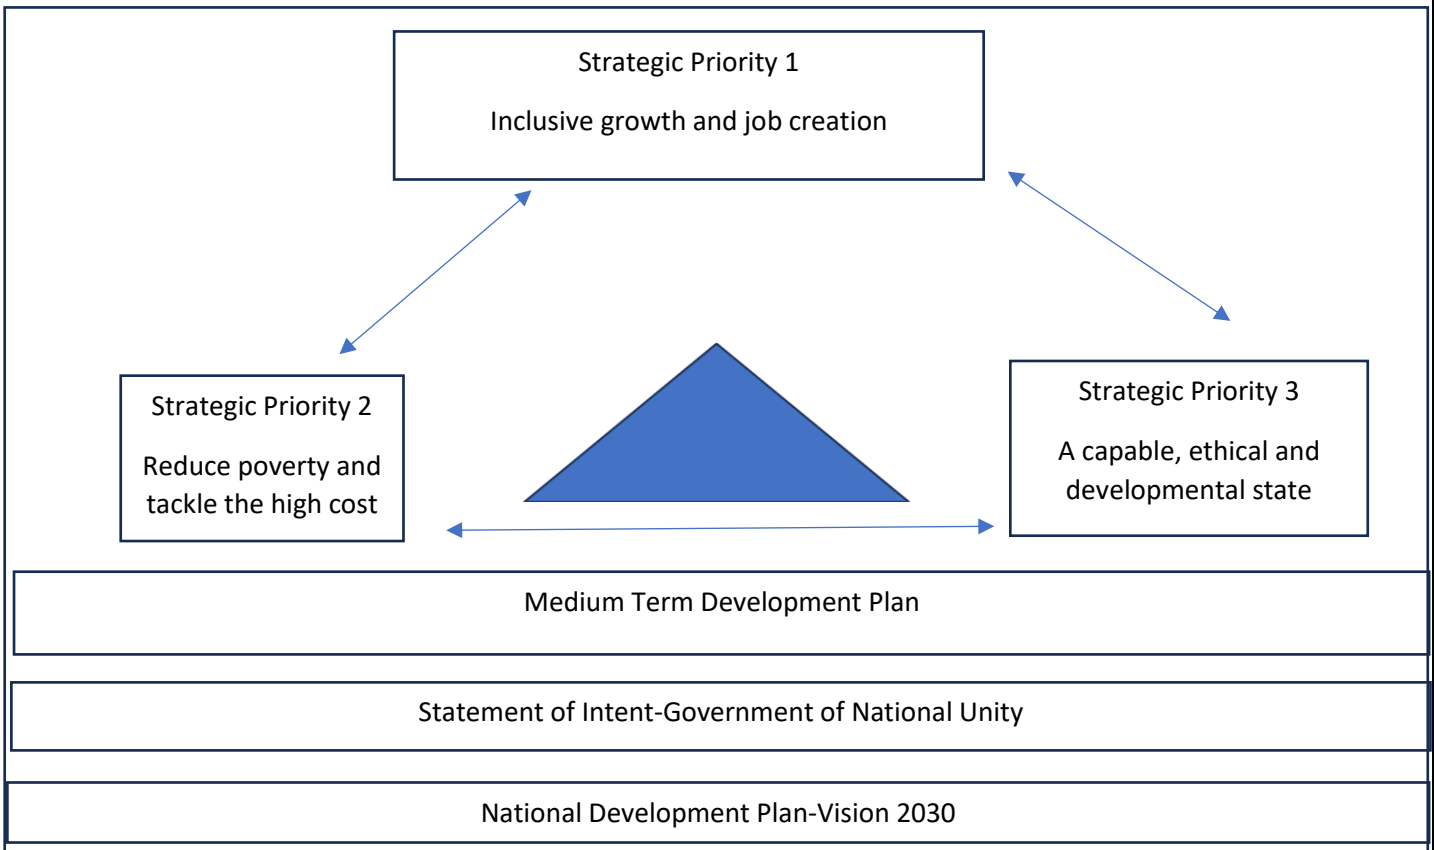 Strategic Priority 1
Inclusive growth and job creation
Strategic Priority 2
Reduce poverty and
tackle the high cost
Strategic Priority 3
A capable, ethical and
developmental state
Medium Term Development Plan
Statement of Intent-Government of National Unity
National Development Plan-Vision 2030